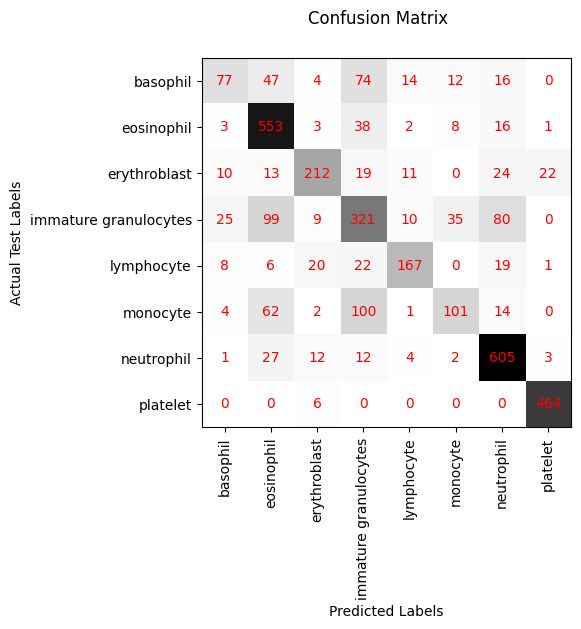 Confusion Matrix
Actual Test Labels
basophil 77 47 4 74 14 12 16 0
eosinophil 3 553 3 38 2 8 16 1
erythroblast 10 13 212 19 11 0 24 22
immature granulocytes 25 99 9 321 10 35 80 0
lymphocyte 8 6 20 22 167 0 19 1
monocyte 4 62 2 100 1 101 14 0
neutrophil 1 27 12 12 4 2 605 3
platelet 0 0 6 0 0 0 0 464
basophil
eosinophil
erythroblast
immature granulocytes
lymphocyte
monocyte
neutrophil
platelet
Predicted Labels